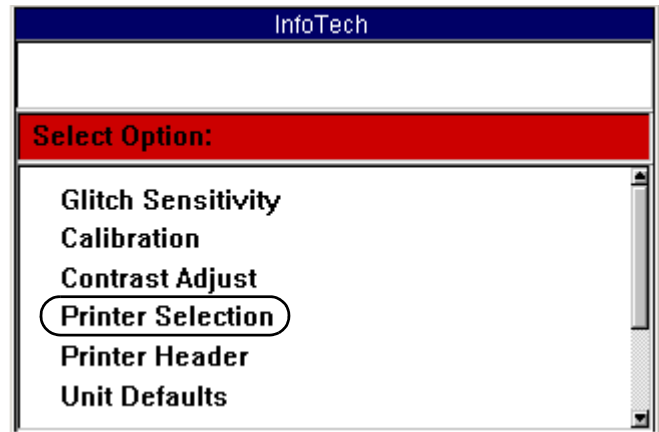 InfoTech
Select Option:
Glitch Sensitivity
Calibration
Contrast Adjust
Printer Selection
Printer Header
Unit Defaults